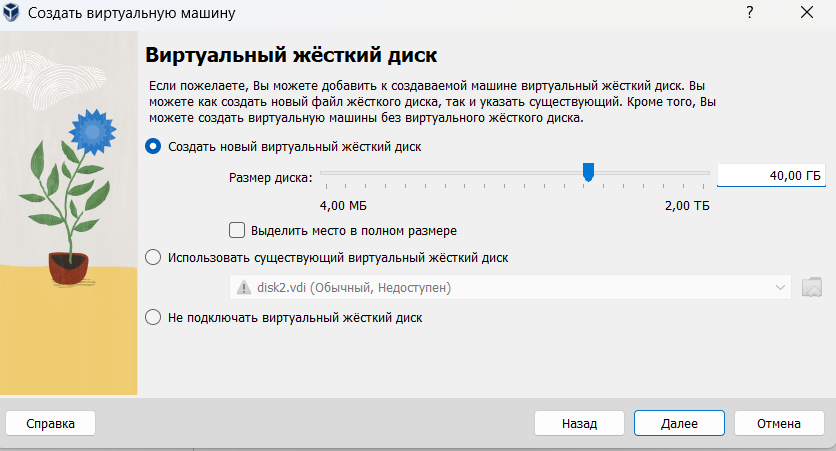 Создать виртуальную машину
?
Виртуальный жёсткий диск
Если пожелаете, Вы можете добавить к создаваемой машине виртуальный жёсткий диск. Вы
можете как создать новый файл жёсткого диска, так и указать существующий. Кроме того, Вы
можете создать виртуальную машины без виртуального жёсткого диска.
Создать новый виртуальный жёсткий диск
Размер диска:
40,00 ГБ
4,00 МБ
2,00 ТБ
Выделить место в полном размере
Использовать существующий виртуальный жёсткий диск
disk2.vdi (Обычный, Недоступен)
Не подключать виртуальный жёсткий диск
Справка
Назад
Далее
Отмена